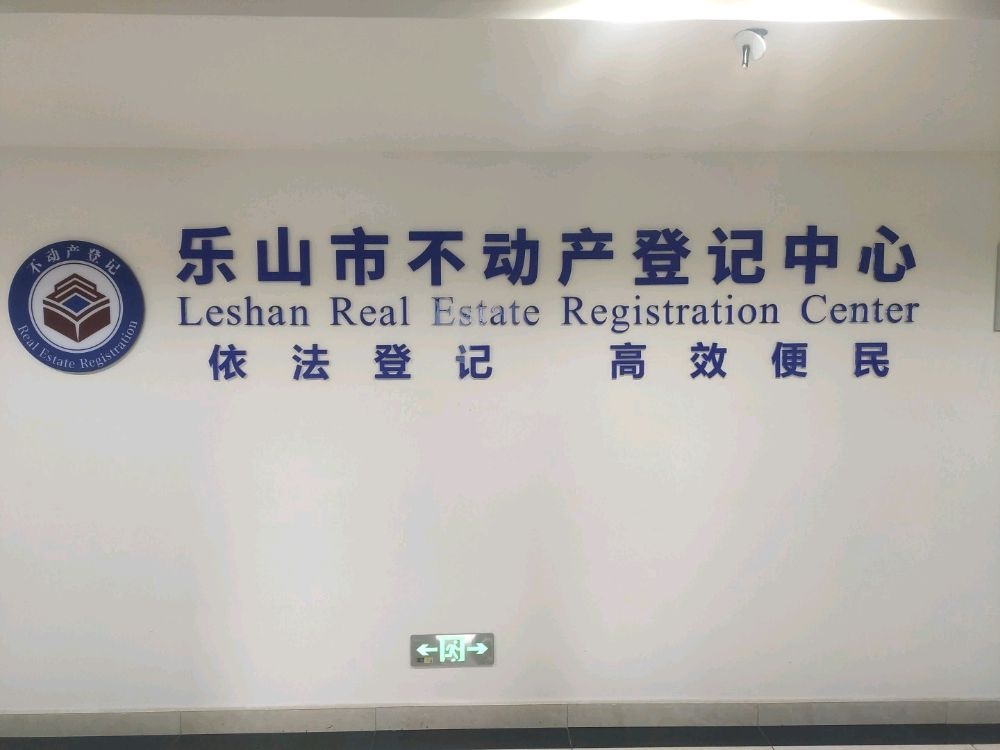 不动产登记
Real Estate Registration
乐山市不动产登记中心
Leshan Real Estate Registration Center
依法登记 高效便民